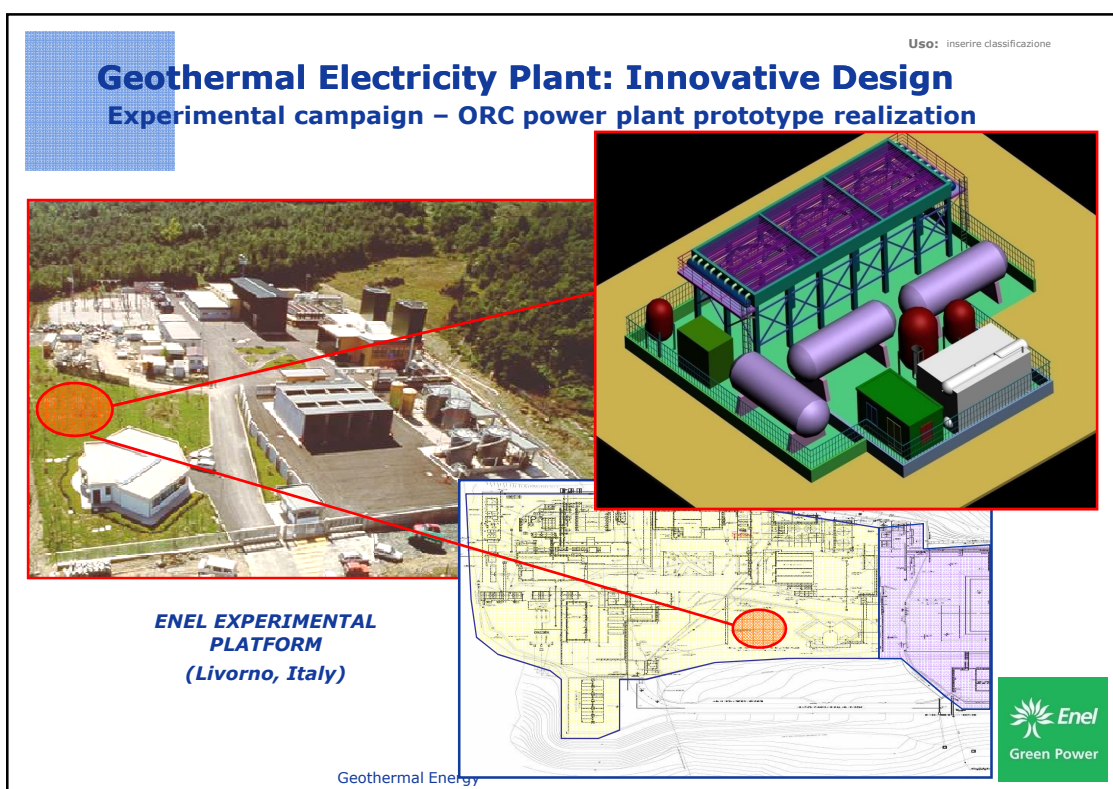 Uso: inserire classificazione
Geothermal Electricity Plant: Innovative Design
Experimental campaign – ORC power plant prototype realization
ENEL EXPERIMENTAL
PLATFORM
(Livorno, Italy)
Enel
Green Power
Geothermal Energy